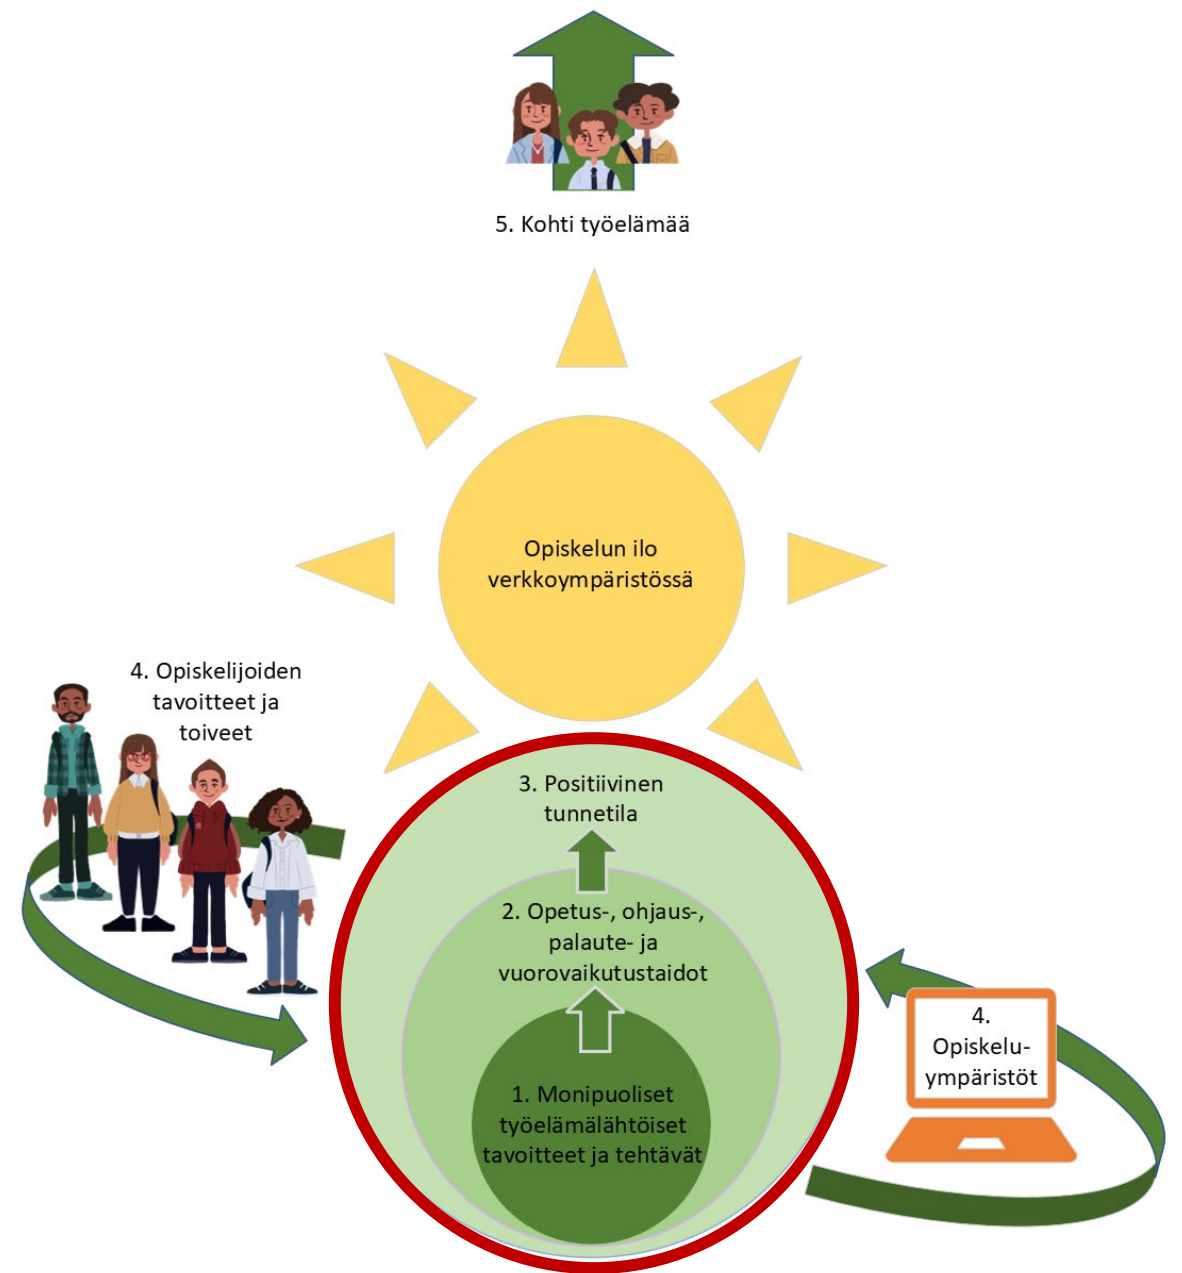 5. Kohti työelämää
Opiskelun ilo
verkkoympäristössä
4. Opiskelijoiden
tavoitteet ja
toiveet
3. Positiivinen
tunnetila
2. Opetus-, ohjaus-,
palaute- ja
vuorovaikutustaidot
4.
Opiskelu-
ympäristöt
1. Monipuoliset
työelämälähtöiset
tavoitteet ja tehtävät